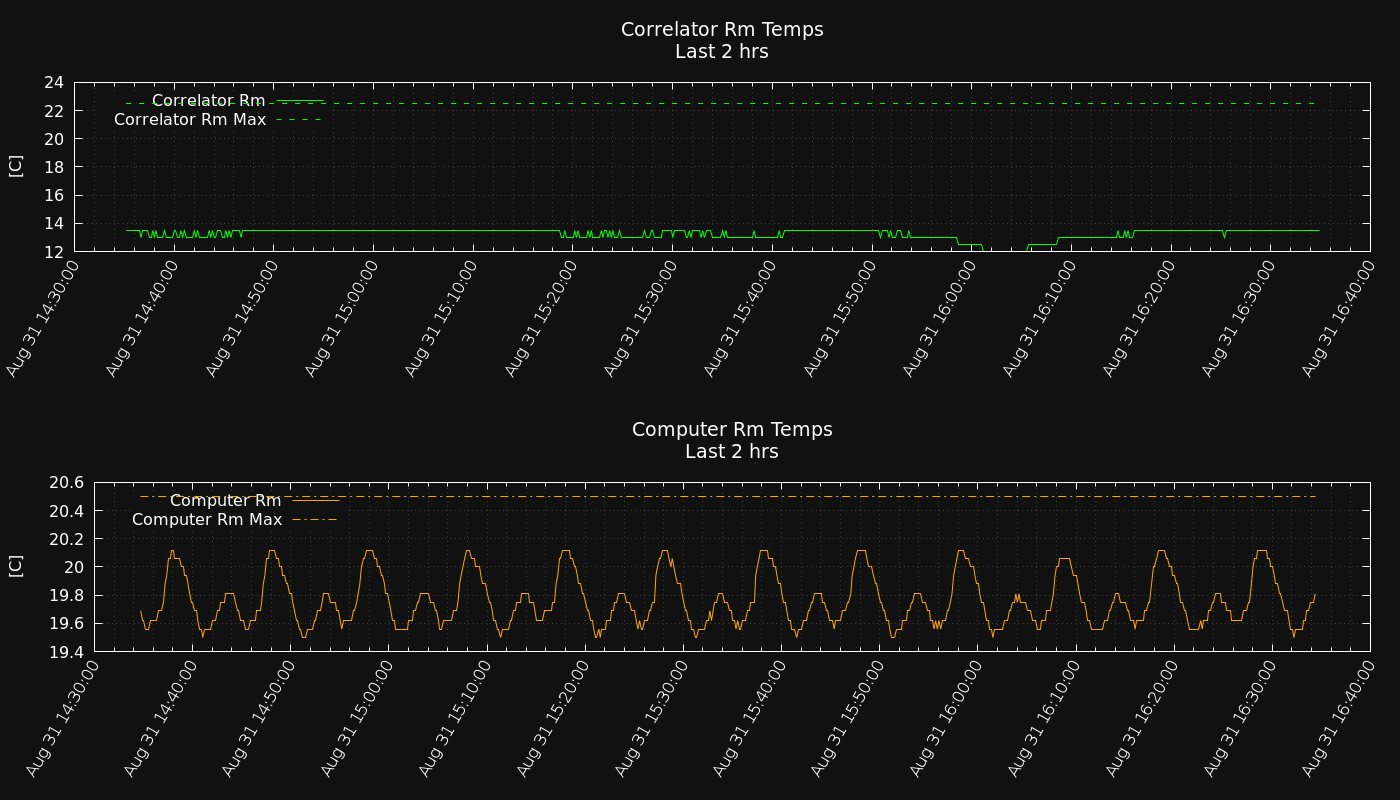 Correlator Rm Temps
Last 2 hrs
[C]
24
22
20
18
16
14
12
Correlator Rm
Correlator Rm Max
Aug 31 14:30:00
Aug 31 14:40:00
Aug 31 14:50:00
Aug 31 15:00:00
Aug 31 15:10:00
Aug 31 15:20:00
Aug 31 15:30:00
Aug 31 15:40:00
Aug 31 15:50:00
Aug 31 16:00:00
Aug 31 16:10:00
Aug 31 16:20:00
Aug 31 16:30:00
Aug 31 16:40:00
Computer Rm Temps
Last 2 hrs
[C]
20.6
20.4
20.2
20
19.8
19.6
19.4
Computer Rm
Computer Rm Max
Aug 31 14:30:00
Aug 31 14:40:00
Aug 31 14:50:00
Aug 31 15:00:00
Aug 31 15:10:00
Aug 31 15:20:00
Aug 31 15:30:00
Aug 31 15:40:00
Aug 31 15:50:00
Aug 31 16:00:00
Aug 31 16:10:00
Aug 31 16:20:00
Aug 31 16:30:00
Aug 31 16:40:00